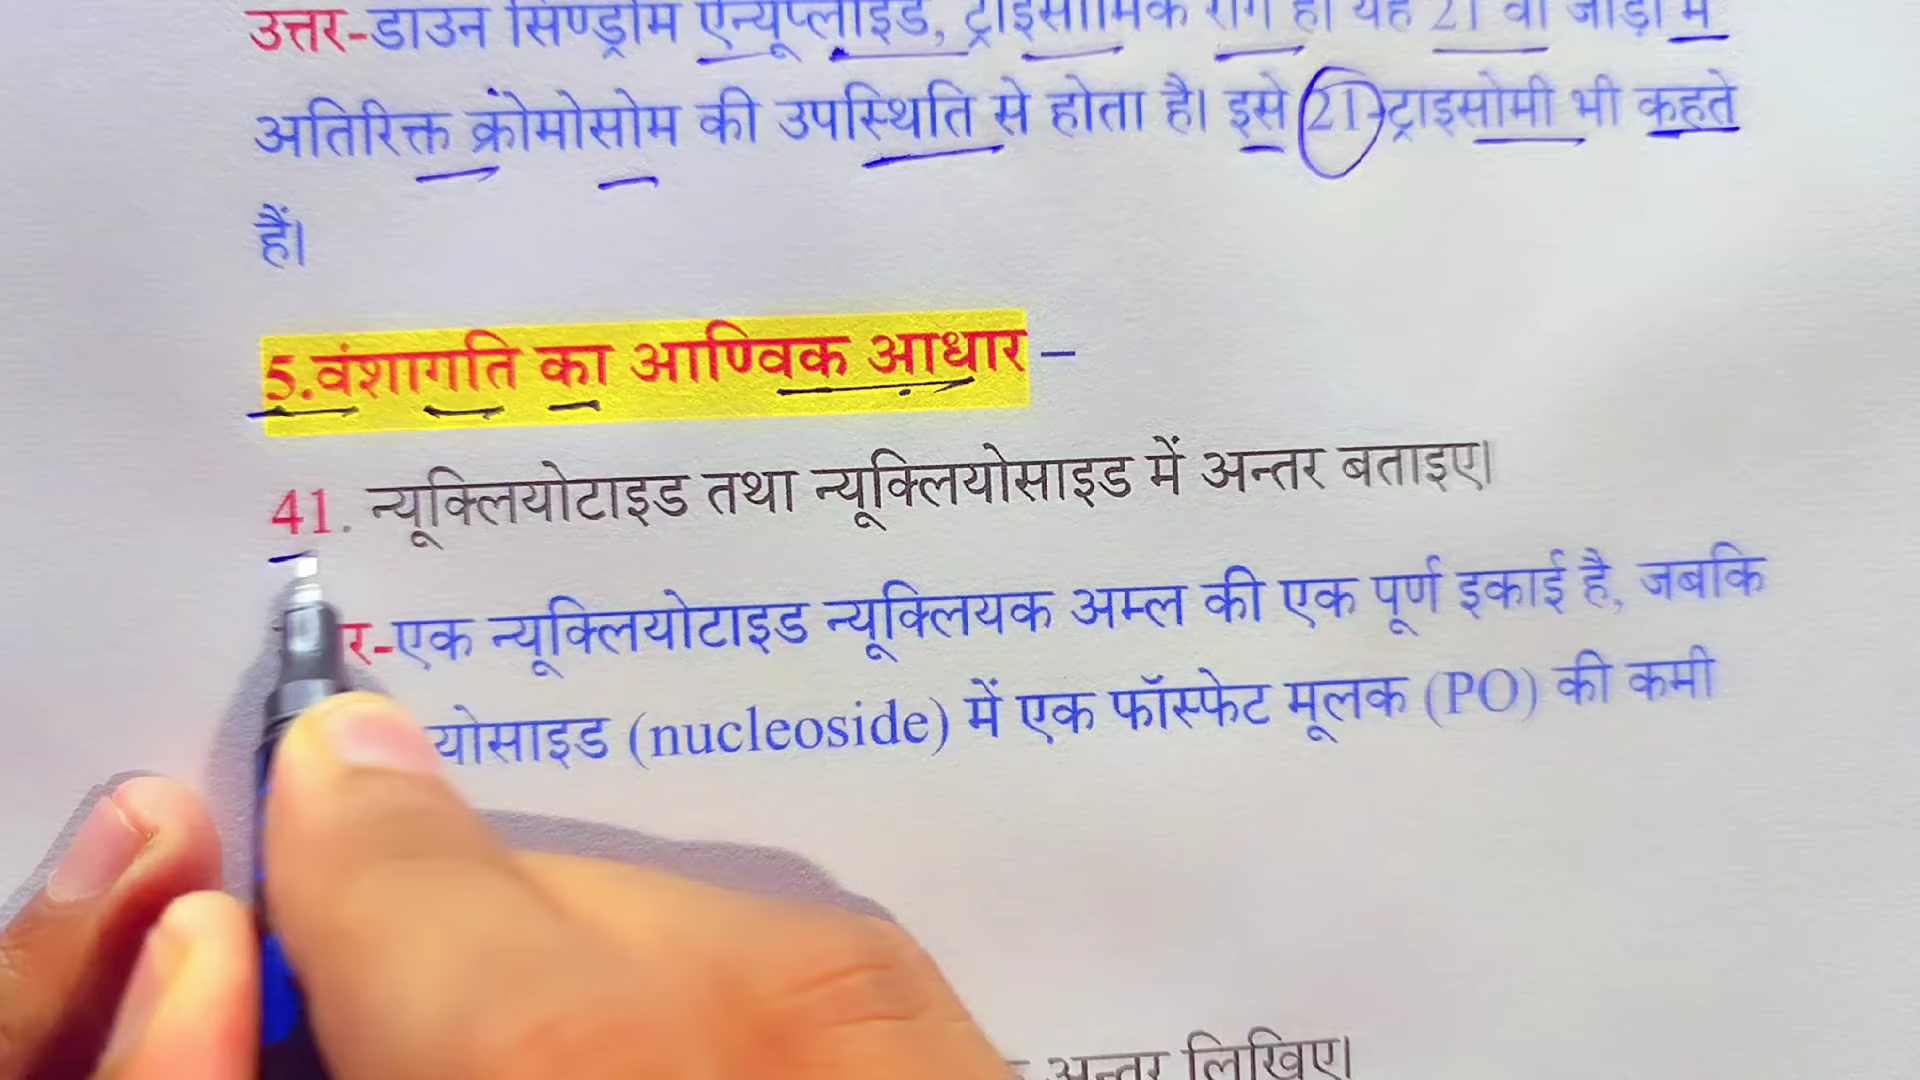 उत्तर-डाउन सिण्ड्रोम एन्यूप्लाइड, ट्राइसोमिक रोग है। यह 21 वीं जोड़ी में
अतिरिक्त क्रोमोसोम की उपस्थिति से होता है। इसे 21-ट्राइसोमी भी कहते
हैं।
5.वंशागति का आण्विक आधार –
41. न्यूक्लियोटाइड तथा न्यूक्लियोसाइड में अन्तर बताइए।
र-एक न्यूक्लियोटाइड न्यूक्लियक अम्ल की एक पूर्ण इकाई है, जबकि
योसाइड (nucleoside) में एक फॉस्फेट मूलक (PO) की कमी
अन्तर लिखिए।